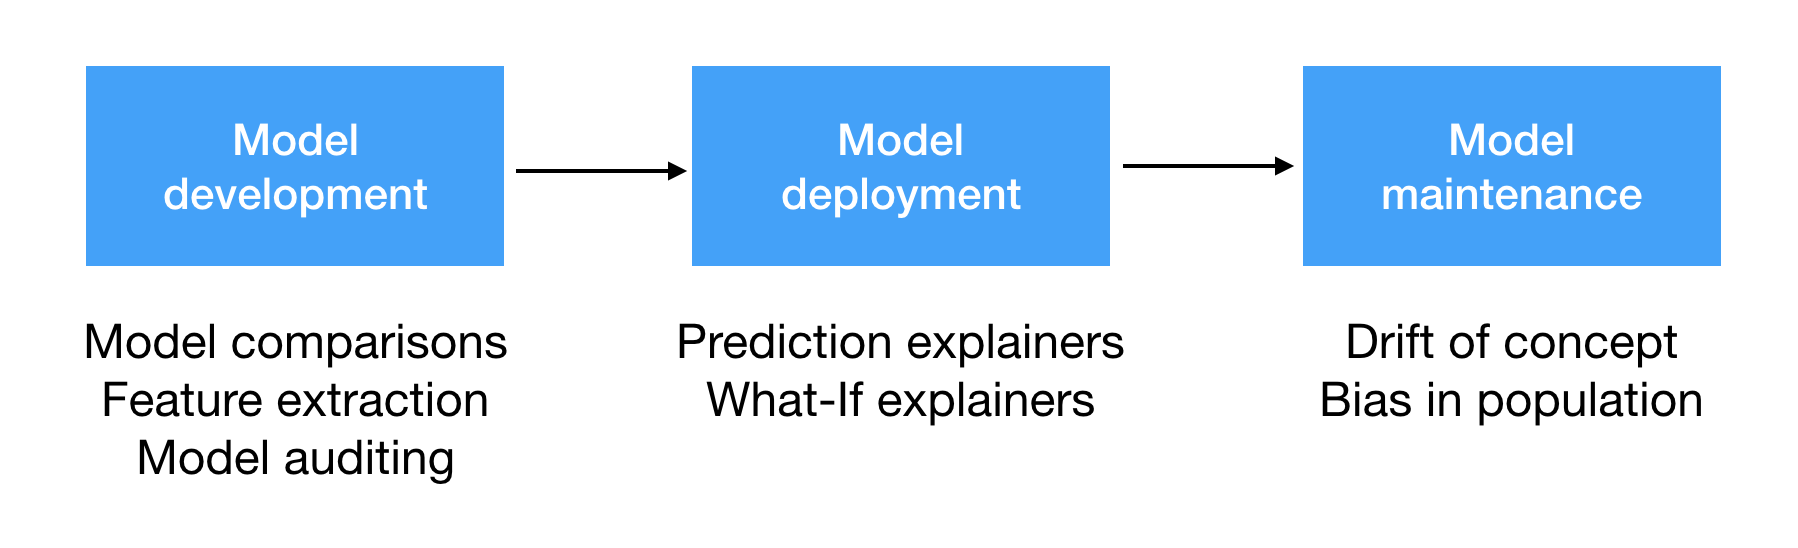 Model
development
Model comparisons
Feature extraction
Model auditing
Model
deployment
Prediction explainers
What-If explainers
Model
maintenance
Drift of concept
Bias in population